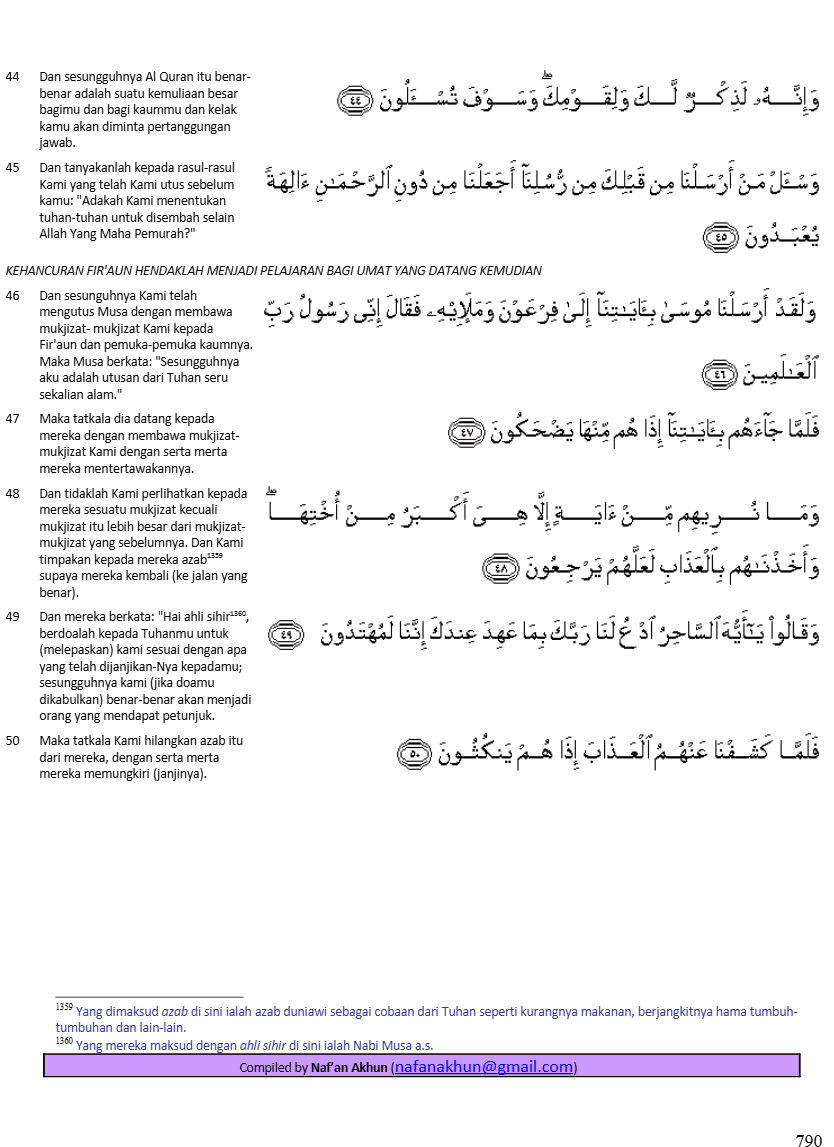 44 Dan sesungguhnya Al Quran itu benar-
benar adalah suatu kemuliaan besar
bagimu dan bagi kaummu dan kelak
kamu akan diminta pertanggungan
jawab.
وَإِنَّهُۥ لَذِكْرٌ لَّكَ وَلِقَوْمِكَ ۖ وَسَوْفَ تُسْـَٔلُونَ ﴿٤٤﴾
45 Dan tanyakanlah kepada rasul-rasul
Kami yang telah Kami utus sebelum
kamu: "Adakah Kami menentukan
tuhan-tuhan untuk disembah selain
Allah Yang Maha Pemurah?"
وَسْـَٔلْ مَنْ أَرْسَلْنَا مِن قَبْلِكَ مِن رُّسُلِنَآ أَجَعَلْنَا مِن دُونِ ٱلرَّحْمَـٰنِ ءَالِهَةً
يُعْبَدُونَ ﴿٤٥﴾
KEHANCURAN FIR'AUN HENDAKLAH MENJADI PELAJARAN BAGI UMAT YANG DATANG KEMUDIAN
46 Dan sesunguhnya Kami telah
mengutus Musa dengan membawa
mukjizat- mukjizat Kami kepada
Fir'aun dan pemuka-pemuka kaumnya.
Maka Musa berkata: "Sesungguhnya
aku adalah utusan dari Tuhan seru
sekalian alam."
وَلَقَدْ أَرْسَلْنَا مُوسَىٰ بِـَٔايَـٰتِنَآ إِلَىٰ فِرْعَوْنَ وَمَلَإِي۟هِۦ فَقَالَ إِنِّى رَسُولُ رَبِّ
ٱلْعَـٰلَمِينَ ﴿٤٦﴾
47 Maka tatkala dia datang kepada
mereka dengan membawa mukjizat-
mukjizat Kami dengan serta merta
mereka mentertawakannya.
فَلَمَّا جَآءَهُم بِـَٔايَـٰتِنَآ إِذَا هُم مِّنْهَا يَضْحَكُونَ ﴿٤٧﴾
48 Dan tidaklah Kami perlihatkan kepada
mereka sesuatu mukjizat kecuali
mukjizat itu lebih besar dari mukjizat-
mukjizat yang sebelumnya. Dan Kami
timpakan kepada mereka azab¹³⁵⁹
supaya mereka kembali (ke jalan yang
benar).
وَمَا نُرِيهِم مِّنْ ءَايَةٍ إِلَّا هِىَ أَكْبَرُ مِنْ أُخْتِهَا ۖ
وَأَخَذْنَـٰهُم بِٱلْعَذَابِ لَعَلَّهُمْ يَرْجِعُونَ ﴿٤٨﴾
49 Dan mereka berkata: "Hai ahli sihir¹³⁶⁰,
berdoalah kepada Tuhanmu untuk
(melepaskan) kami sesuai dengan apa
yang telah dijanjikan-Nya kepadamu;
sesungguhnya kami (jika doamu
dikabulkan) benar-benar akan menjadi
orang yang mendapat petunjuk.
وَقَالُوا۟ يَـٰٓأَيُّهَ ٱلسَّاحِرُ ٱدْعُ لَنَا رَبَّكَ بِمَا عَهِدَ عِندَكَ إِنَّنَا لَمُهْتَدُونَ ﴿٤٩﴾
50 Maka tatkala Kami hilangkan azab itu
dari mereka, dengan serta merta
mereka memungkiri (janjinya).
فَلَمَّا كَشَفْنَا عَنْهُمُ ٱلْعَذَابَ إِذَا هُمْ يَنكُثُونَ ﴿٥٠﴾
¹³⁵⁹ Yang dimaksud azab di sini ialah azab duniawi sebagai cobaan dari Tuhan seperti kurangnya makanan, berjangkitnya hama tumbuh-
tumbuhan dan lain-lain.
¹³⁶⁰ Yang mereka maksud dengan ahli sihir di sini ialah Nabi Musa a.s.
Compiled by Naf'an Akhun (nafanakhun@gmail.com)
790